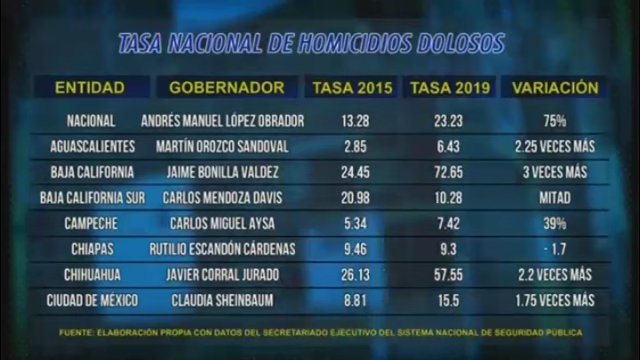 TASA NACIONAL DE HOMICIDIOS DOLOSOS
ENTIDAD GOBERNADOR TASA 2015 TASA 2019 VARIACIÓN
NACIONAL ANDRÉS MANUEL LÓPEZ OBRADOR 13.28 23.23 75%
AGUASCALIENTES MARTÍN OROZCO SANDOVAL 2.85 6.43 2.25 VECES MÁS
BAJA CALIFORNIA JAIME BONILLA VALDEZ 24.45 72.65 3 VECES MÁS
BAJA CALIFORNIA SUR CARLOS MENDOZA DAVIS 20.98 10.28 MITAD
CAMPECHE CARLOS MIGUEL AYSA 5.34 7.42 39%
CHIAPAS RUTILIO ESCANDÓN CÁRDENAS 9.46 9.3 - 1.7
CHIHUAHUA JAVIER CORRAL JURADO 26.13 57.55 2.2 VECES MÁS
CIUDAD DE MÉXICO CLAUDIA SHEINBAUM 8.81 15.5 1.75 VECES MÁS
FUENTE: ELABORACIÓN PROPIA CON DATOS DEL SECRETARIADO EJECUTIVO DEL SISTEMA NACIONAL DE SEGURIDAD PÚBLICA